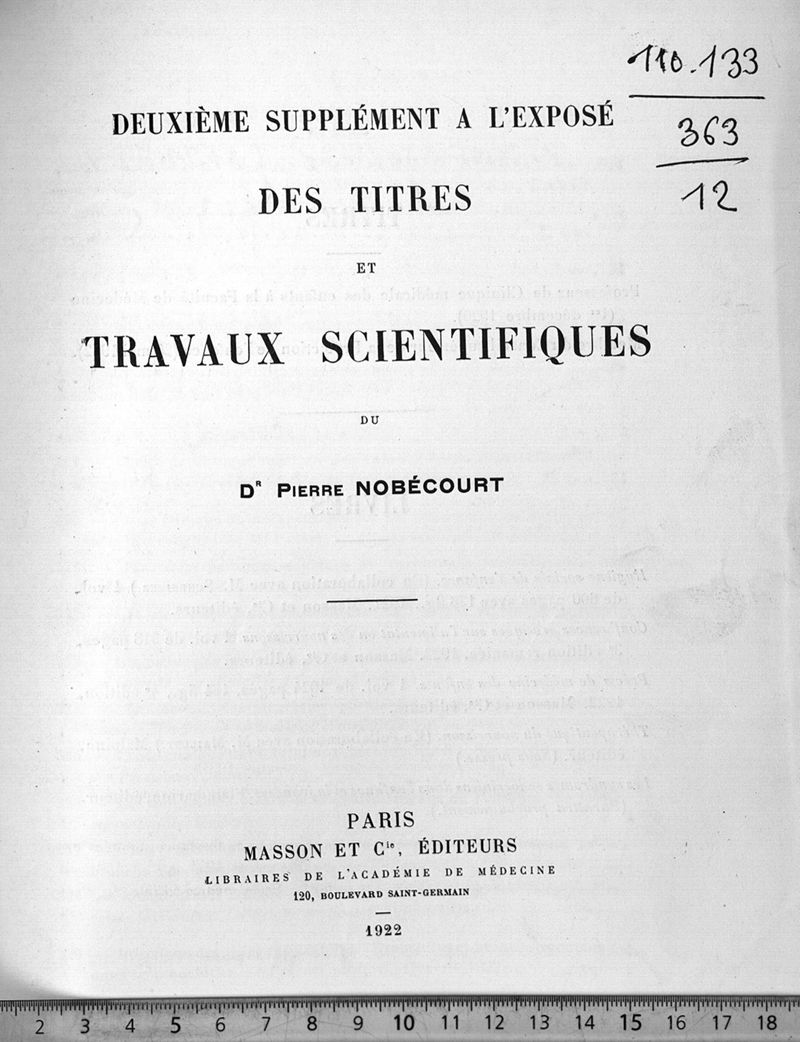 110.133
363
12
DEUXIÈME SUPPLÉMENT A L'EXPOSÉ
DES TITRES
ET
TRAVAUX SCIENTIFIQUES
DU
Dʳ PIERRE NOBÉCOURT
PARIS
MASSON ET Cⁱᵉ, ÉDITEURS
LIBRAIRES DE L'ACADÉMIE DE MÉDECINE
120, BOULEVARD SAINT-GERMAIN
1922
2 3 4 5 6 7 8 9 10 11 12 13 14 15 16 17 18